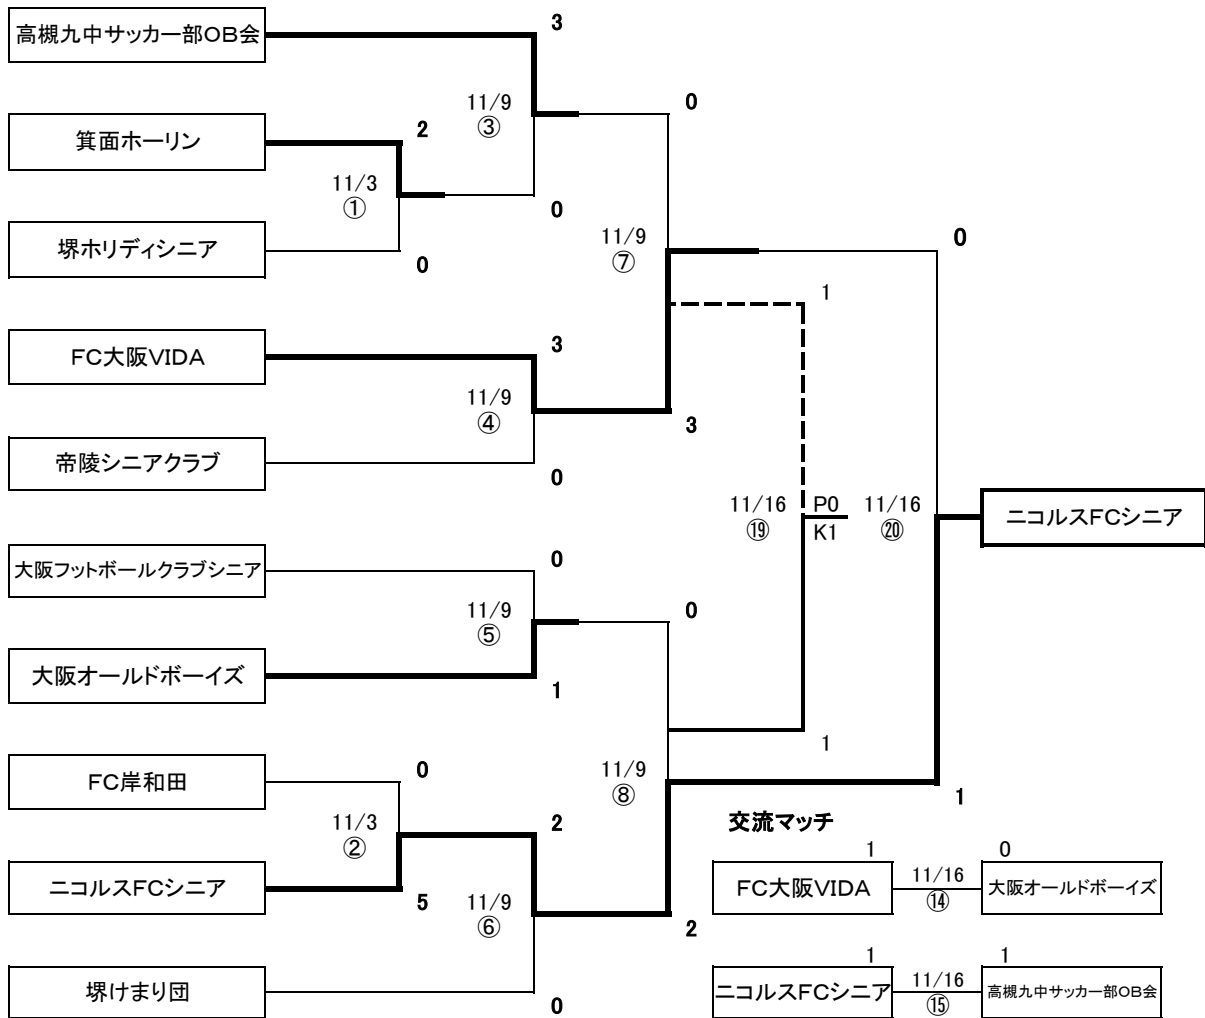 高槻九中サッカー部OB会
3
11/9
③
0
箕面ホーリン
2
11/3
①
0
11/9
⑦
0
堺ホリディシニア
0
1
FC大阪VIDA
3
11/9
④
3
帝陵シニアクラブ
0
11/16
⑲
P0
K1
11/16
⑳
ニコルスFCシニア
大阪フットボールクラブシニア
0
11/9
⑤
0
大阪オールドボーイズ
1
1
FC岸和田
0
11/9
⑧
1
11/3
②
2
交流マッチ
ニコルスFCシニア
5
11/9
⑥
2
堺けまり団
0
1
0
FC大阪VIDA
11/16
⑭
大阪オールドボーイズ
1
1
ニコルスFCシニア
11/16
⑮
高槻九中サッカー部OB会